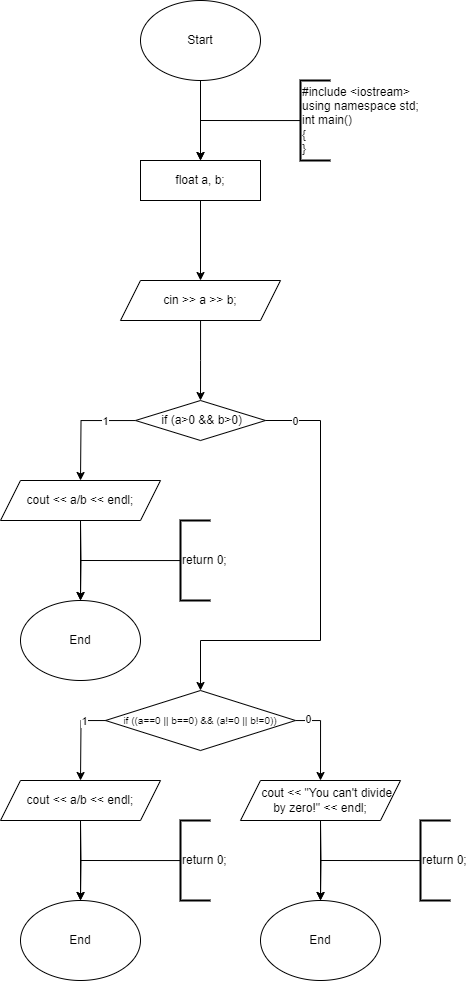 Start
#include <iostream>
using namespace std;
int main()
{
}
float a, b;
cin >> a >> b;
if (a>0 && b>0)
1
0
cout << a/b << endl;
return 0;
End
if ((a==0 || b==0) && (a!=0 || b!=0))
1
0
cout << a/b << endl;
cout << "You can't divide
by zero!" << endl;
return 0;
return 0;
End
End